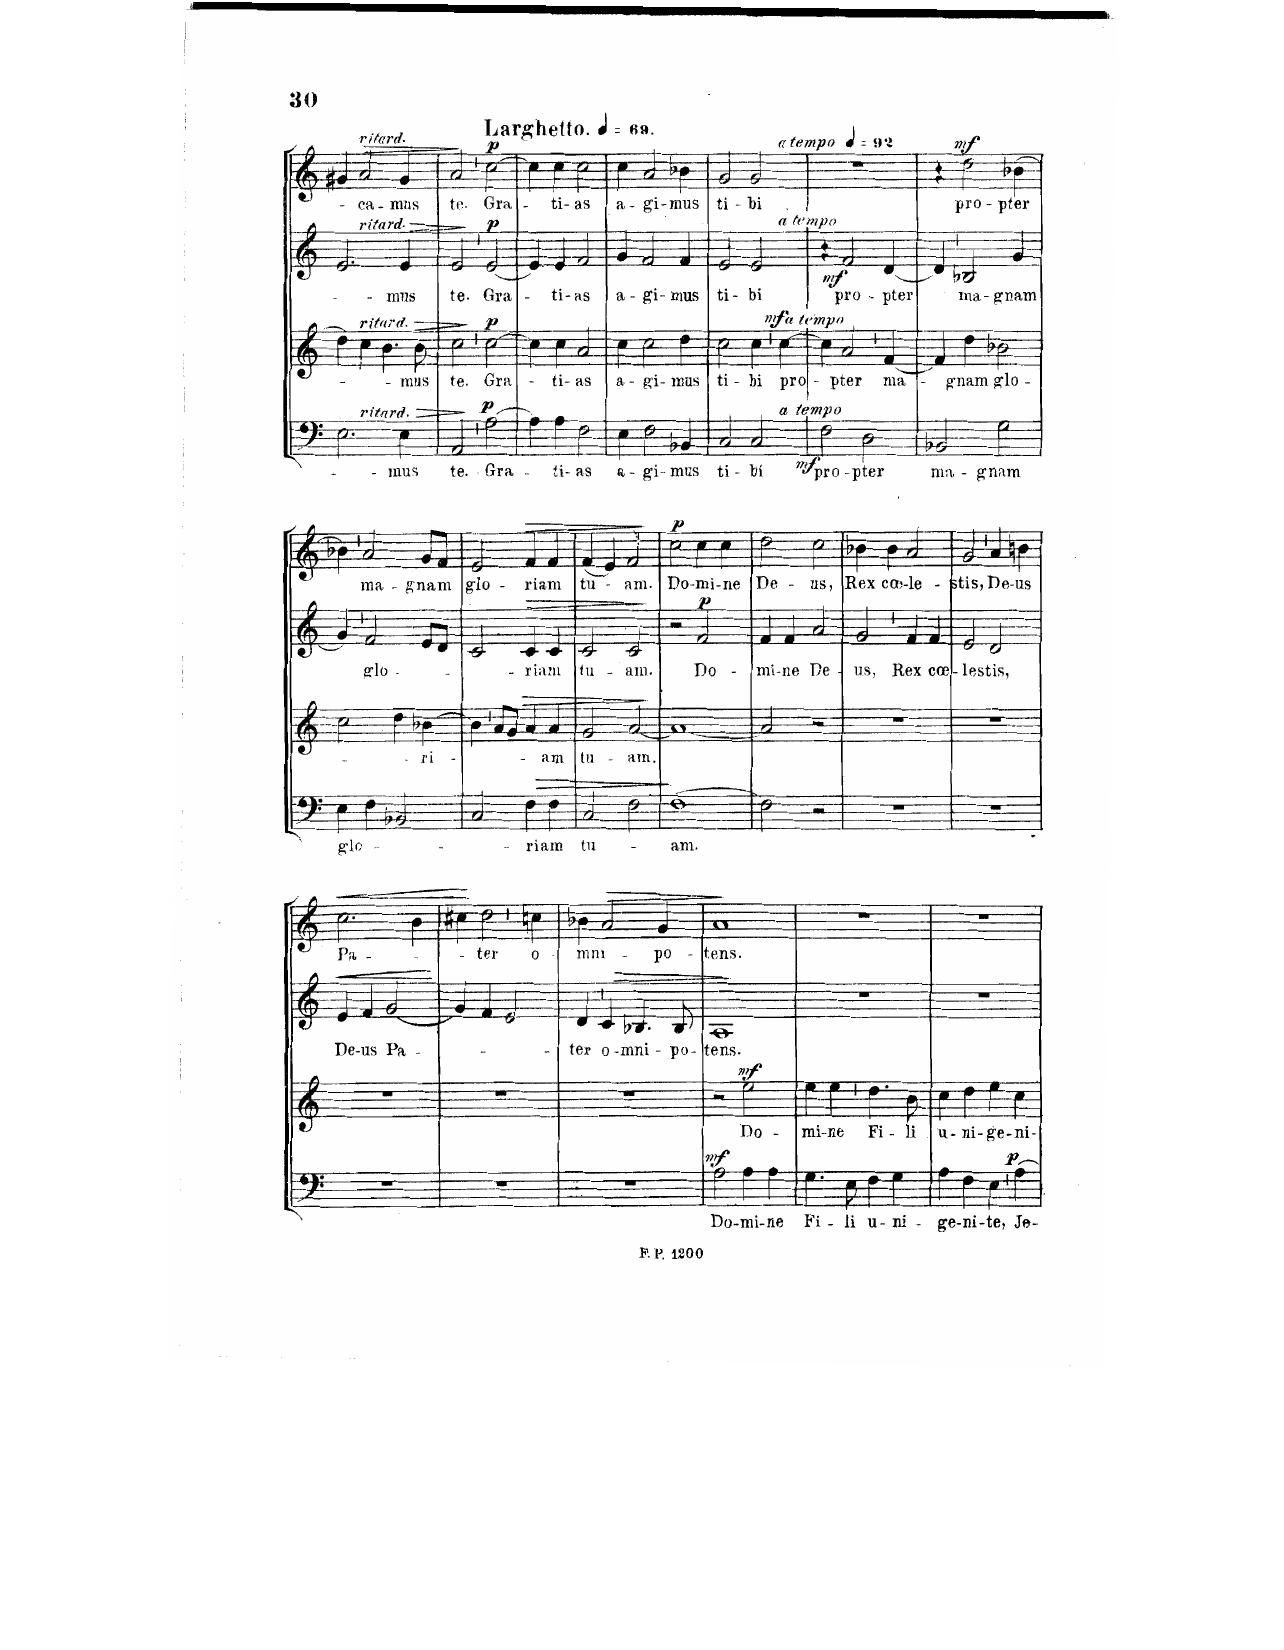 30
Larghetto. ♩ = 69.
ritard. p a tempo ♩ = 92 mf
- ca - mus te. Gra - ti - as a - gi - mus ti - bi pro - pter
ritard. p a tempo
mf
- - mus te. Gra - ti - as a - gi - mus ti - bi pro - pter ma - gnam
ritard. p mf a tempo
- - mus te. Gra - ti - as a - gi - mus ti - bi pro - pter ma - gnam glo -
ritard. p a tempo
mf
- - mus te. Gra - ti - as a - gi - mus ti - bi pro - pter ma - gnam
p
ma - gnam glo - riam tu - am. Do - mi - ne De - us, Rex cœ - le - stis, De - us
p
glo - - - riam tu - am. Do - mi - ne De - us, Rex cœ - lestis,
- - ri - - am tu - am.
glo - - - riam tu - am.
Pa - - - ter o - mni - po - tens.
De - us Pa - - - ter o - mni - po - tens.
mf
Do - mi - ne Fi - li u - ni - ge - ni -
mf p
Do - mi - ne Fi - li u - ni - ge - ni - te, Je -
F. P. 1200